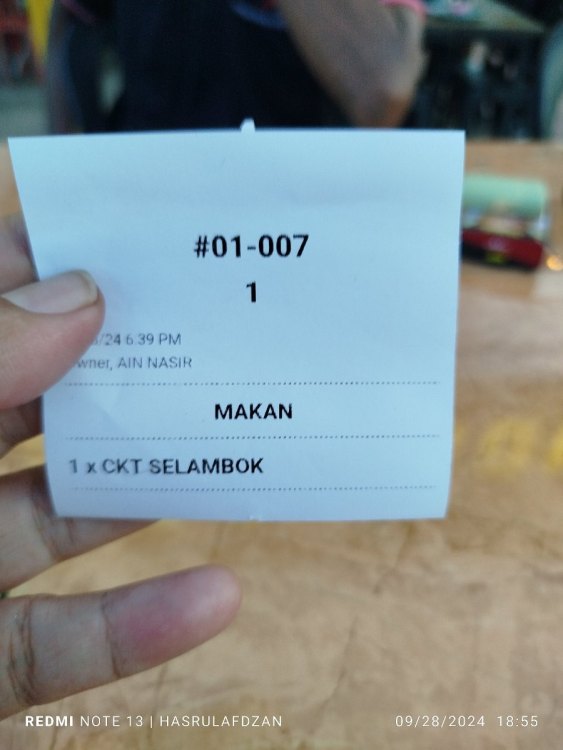 #01-007
1
/24 6.39 PM
wner, AIN NASIR
MAKAN
1 x CKT SELAMBOK
REDMI NOTE 13 | HASRULAFDZAN
09/28/2024 18:55